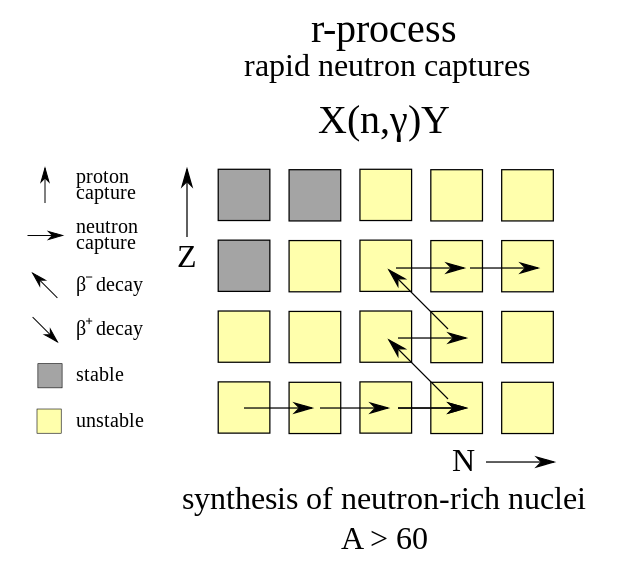 r-process
rapid neutron captures
X(n,γ)Y
proton
capture
neutron
capture
β⁻ decay
β⁺ decay
stable
unstable
Z
N
synthesis of neutron-rich nuclei
A > 60